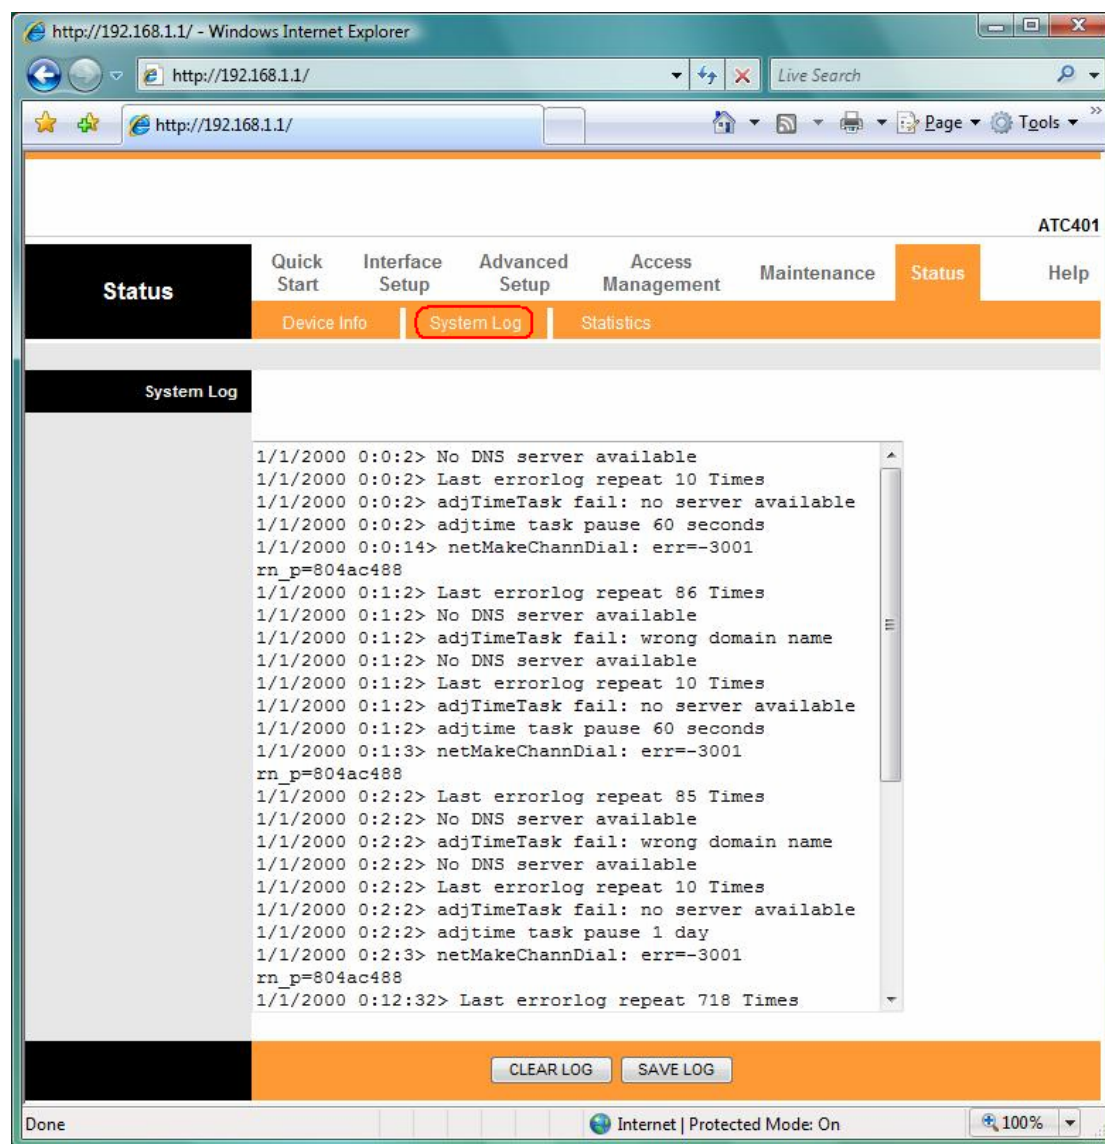 http://192.168.1.1/ - Windows Internet Explorer
http://192.168.1.1/
Live Search
http://192.168.1.1/
Page
Tools
ATC401
Status
Quick Start
Interface Setup
Advanced Setup
Access Management
Maintenance
Status
Help
Device Info
System Log
Statistics
System Log
1/1/2000 0:0:2> No DNS server available
1/1/2000 0:0:2> Last errorlog repeat 10 Times
1/1/2000 0:0:2> adjTimeTask fail: no server available
1/1/2000 0:0:2> adjtime task pause 60 seconds
1/1/2000 0:0:14> netMakeChannDial: err=-3001
rn_p=804ac488
1/1/2000 0:1:2> Last errorlog repeat 86 Times
1/1/2000 0:1:2> No DNS server available
1/1/2000 0:1:2> adjTimeTask fail: wrong domain name
1/1/2000 0:1:2> No DNS server available
1/1/2000 0:1:2> Last errorlog repeat 10 Times
1/1/2000 0:1:2> adjTimeTask fail: no server available
1/1/2000 0:1:2> adjtime task pause 60 seconds
1/1/2000 0:1:3> netMakeChannDial: err=-3001
rn_p=804ac488
1/1/2000 0:2:2> Last errorlog repeat 85 Times
1/1/2000 0:2:2> No DNS server available
1/1/2000 0:2:2> adjTimeTask fail: wrong domain name
1/1/2000 0:2:2> No DNS server available
1/1/2000 0:2:2> Last errorlog repeat 10 Times
1/1/2000 0:2:2> adjTimeTask fail: no server available
1/1/2000 0:2:2> adjtime task pause 1 day
1/1/2000 0:2:3> netMakeChannDial: err=-3001
rn_p=804ac488
1/1/2000 0:12:32> Last errorlog repeat 718 Times
CLEAR LOG
SAVE LOG
Done
Internet | Protected Mode: On
100%